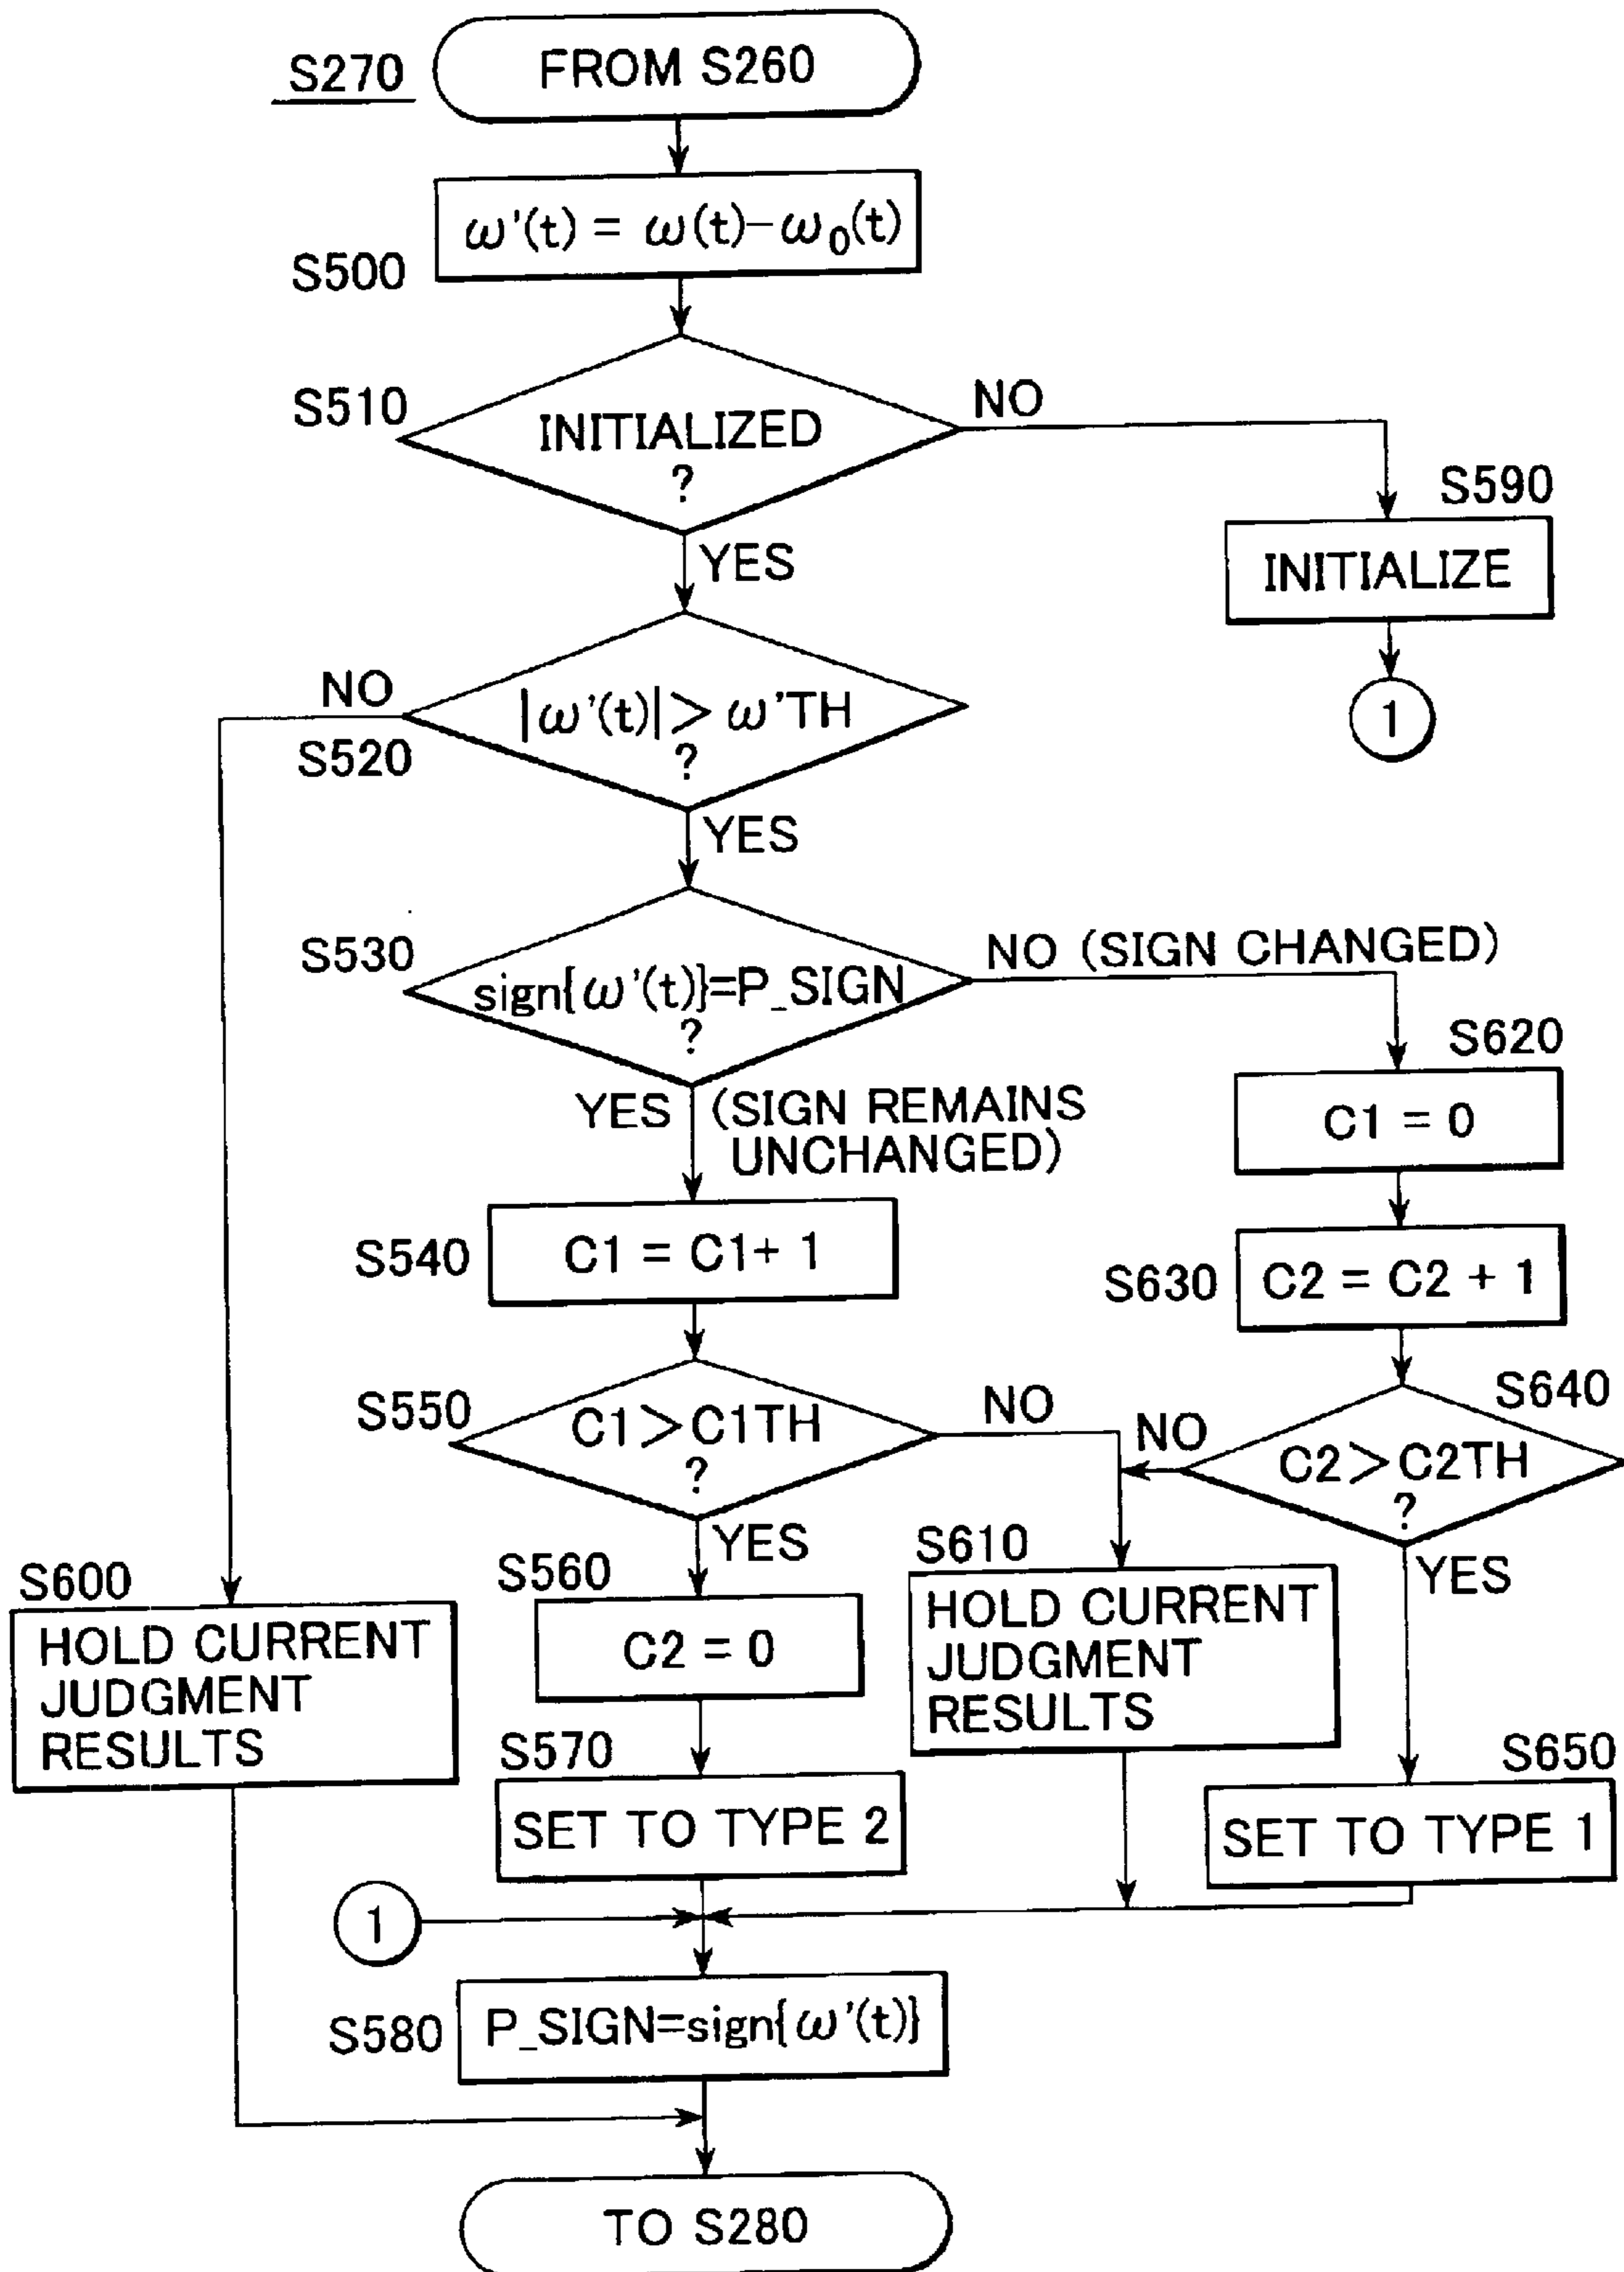 S270
FROM S260
ω'(t) = ω(t)-ω₀(t)
S500
S510
INITIALIZED
?
NO
YES
S590
INITIALIZE
1
NO
S520
|ω'(t)|>ω'TH
?
YES
S530
sign{ω'(t)}=P_SIGN
?
NO (SIGN CHANGED)
YES (SIGN REMAINS
UNCHANGED)
S620
C1 = 0
S540
C1 = C1+ 1
S630
C2 = C2 + 1
S550
C1>C1TH
?
NO
YES
S640
NO
C2>C2TH
?
YES
S600
HOLD CURRENT
JUDGMENT
RESULTS
S560
C2 = 0
S610
HOLD CURRENT
JUDGMENT
RESULTS
S570
SET TO TYPE 2
S650
SET TO TYPE 1
1
S580
P_SIGN=sign{ω'(t)}
TO S280